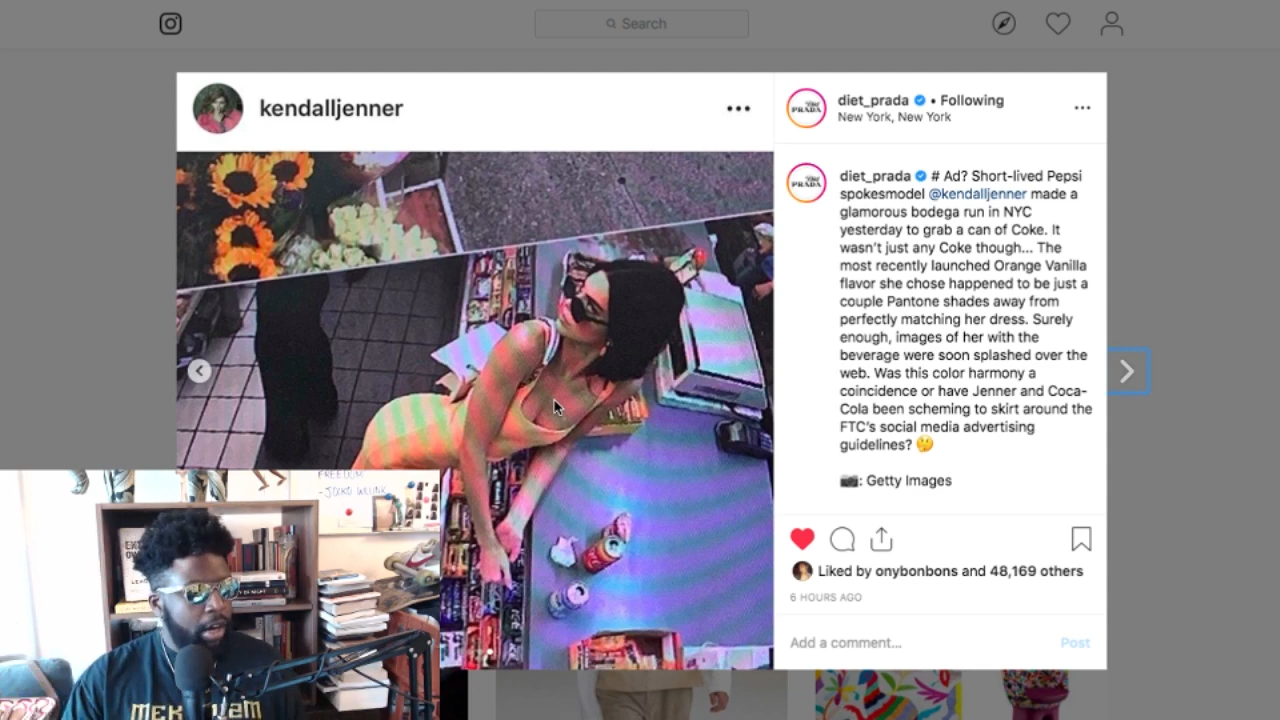 Search
kendalljenner
diet_prada • Following
New York, New York
diet_prada # Ad? Short-lived Pepsi
spokesmodel @kendalljenner made a
glamorous bodega run in NYC
yesterday to grab a can of Coke. It
wasn't just any Coke though... The
most recently launched Orange Vanilla
flavor she chose happened to be just a
couple Pantone shades away from
perfectly matching her dress. Surely
enough, images of her with the
beverage were soon splashed over the
web. Was this color harmony a
coincidence or have Jenner and Coca-
Cola been scheming to skirt around the
FTC's social media advertising
guidelines? 🤔
📷: Getty Images
Liked by onybonbons and 48,169 others
6 HOURS AGO
Add a comment... Post
FREEDOM
-JOCKO WILLINK